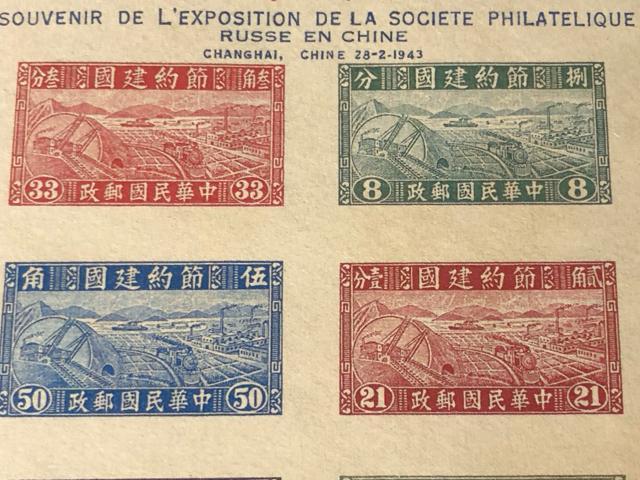 SOUVENIR DE L'EXPOSITION DE LA SOCIETE PHILATELIQUE
RUSSE EN CHINE
CHANGHAI, CHINE 28-2-1943
叁角 節約建國 叁分
33 中華民國郵政 33
捌 節約建國 分
8 中華民國郵政 8
伍 節約建國 角
50 中華民國郵政 50
貳角 節約建國 壹分
21 中華民國郵政 21